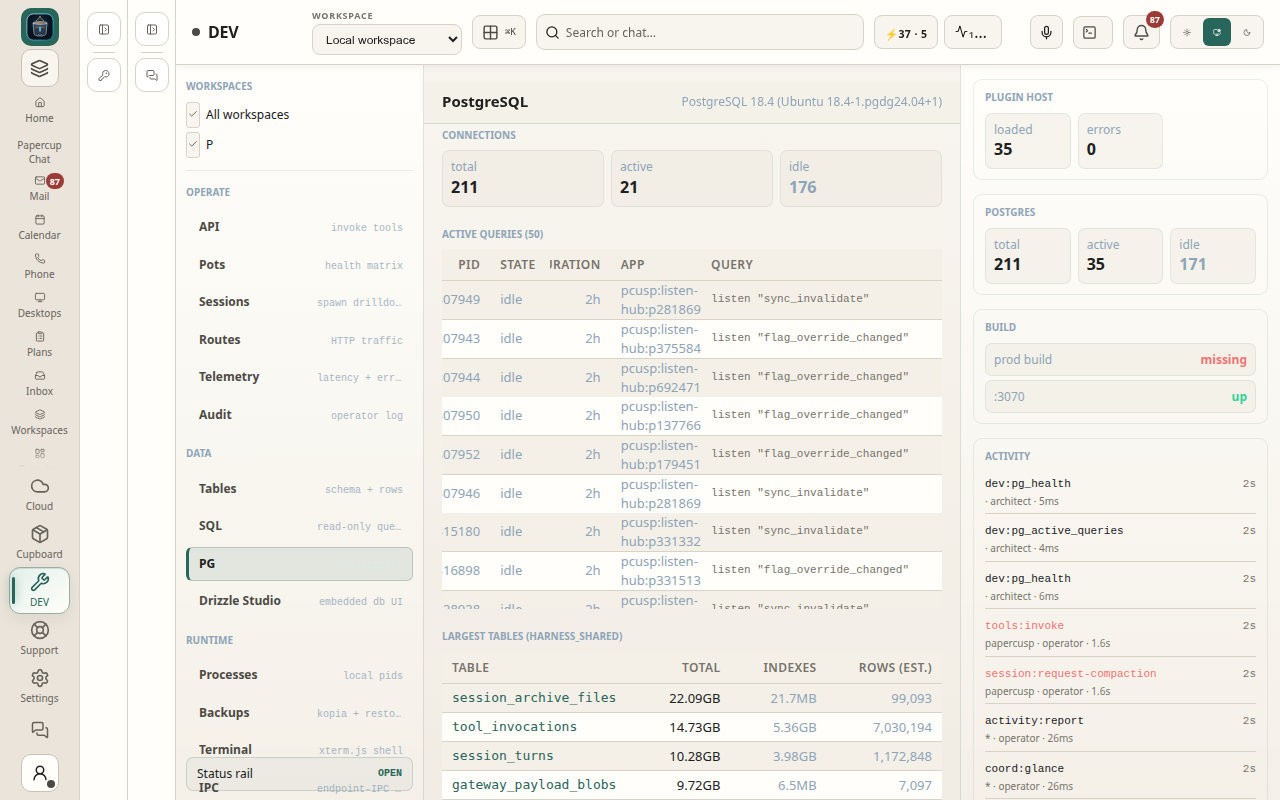 DEV
WORKSPACE
Local workspace
⌘K
Search or chat...
⚡37 · 5
1...
87
Home
Papercup
Chat
87
Mail
Calendar
Phone
Desktops
Plans
Inbox
Workspaces
Cloud
Cupboard
DEV
Support
Settings
WORKSPACES
All workspaces
P
OPERATE
API invoke tools
Pots health matrix
Sessions spawn drilldo…
Routes HTTP traffic
Telemetry latency + err…
Audit operator log
DATA
Tables schema + rows
SQL read-only que…
PG
Drizzle Studio embedded db UI
RUNTIME
Processes local pids
Backups kopia + resto…
Terminal xterm.js shell
Status rail OPEN
IPC endpoint-IPC …
PostgreSQL PostgreSQL 18.4 (Ubuntu 18.4-1.pgdg24.04+1)
CONNECTIONS
total active idle
211 21 176
ACTIVE QUERIES (50)
PID STATE URATION APP QUERY
07949 idle 2h pcusp:listen-hub:p281869 listen "sync_invalidate"
07943 idle 2h pcusp:listen-hub:p375584 listen "flag_override_changed"
07944 idle 2h pcusp:listen-hub:p692471 listen "flag_override_changed"
07950 idle 2h pcusp:listen-hub:p137766 listen "flag_override_changed"
07952 idle 2h pcusp:listen-hub:p179451 listen "flag_override_changed"
07946 idle 2h pcusp:listen-hub:p281869 listen "sync_invalidate"
15180 idle 2h pcusp:listen-hub:p331332 listen "sync_invalidate"
16898 idle 2h pcusp:listen-hub:p331513 listen "flag_override_changed"
idle 2h pcusp:listen- listen "sync_invalidate"
LARGEST TABLES (HARNESS_SHARED)
TABLE TOTAL INDEXES ROWS (EST.)
session_archive_files 22.09GB 21.7MB 99,093
tool_invocations 14.73GB 5.36GB 7,030,194
session_turns 10.28GB 3.98GB 1,172,848
gateway_payload_blobs 9.72GB 6.5MB 7,097
PLUGIN HOST
loaded errors
35 0
POSTGRES
total active idle
211 35 171
BUILD
prod build missing
:3070 up
ACTIVITY
dev:pg_health 2s
· architect · 5ms
dev:pg_active_queries 2s
· architect · 4ms
dev:pg_health 2s
· architect · 6ms
tools:invoke 2s
papercusp · operator · 1.6s
session:request-compaction 2s
papercusp · operator · 1.6s
activity:report 2s
* · operator · 26ms
coord:glance 2s
* · operator · 26ms